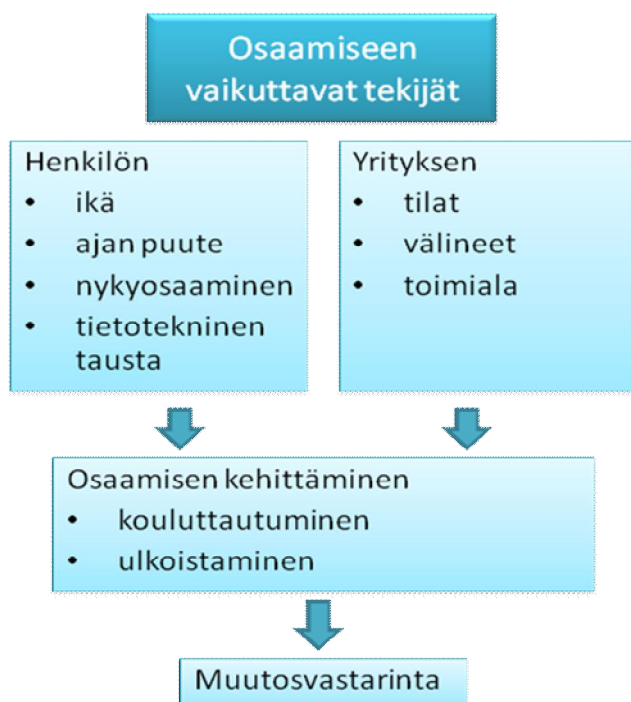 Osaamiseen
vaikuttavat tekijät
Henkilön
• ikä
• ajan puute
• nykyosaaminen
• tietotekninen
tausta
Yrityksen
• tilat
• välineet
• toimiala
Osaamisen kehittäminen
• kouluttautuminen
• ulkoistaminen
Muutosvastarinta